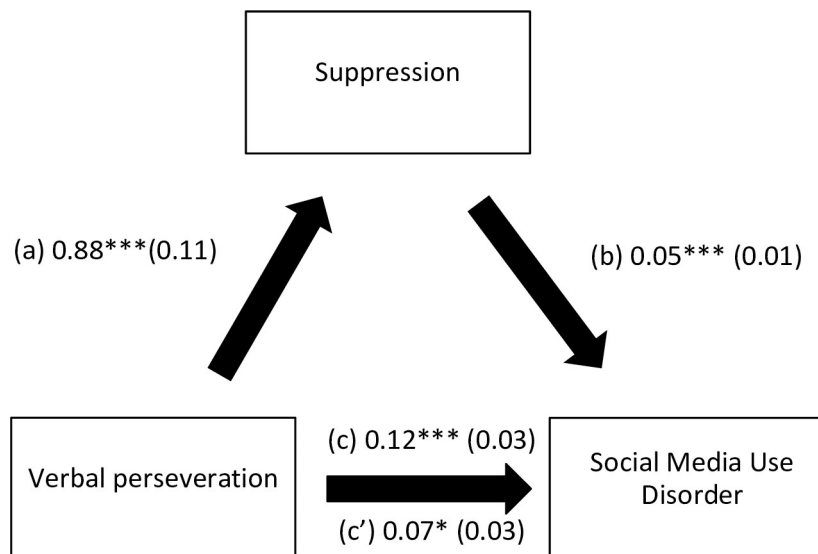 Suppression
(a) 0.88***(0.11)
(b) 0.05*** (0.01)
Verbal perseveration
(c) 0.12*** (0.03)
(c’) 0.07* (0.03)
Social Media Use
Disorder